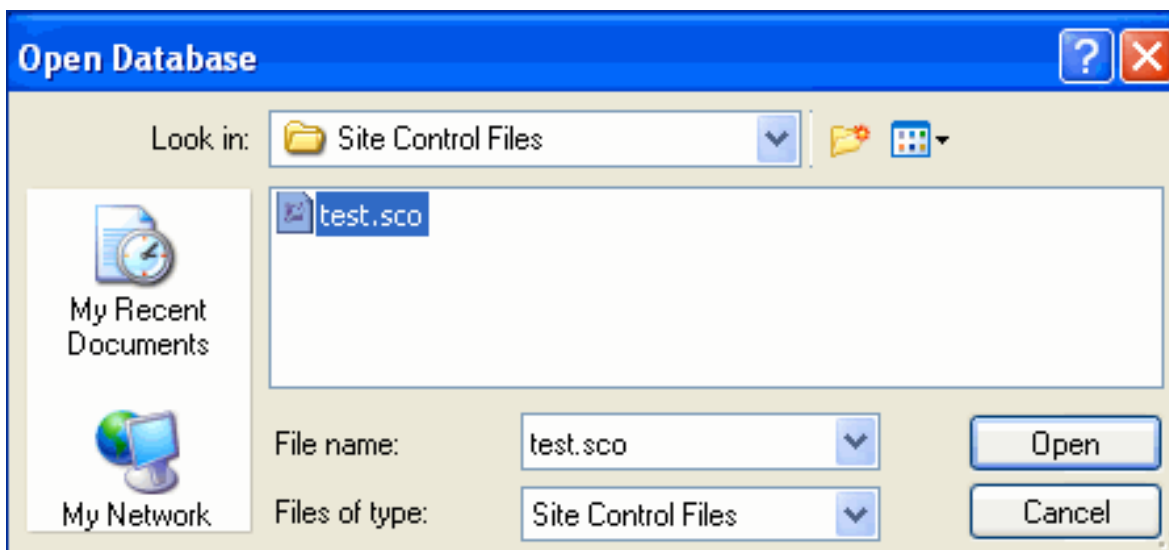 Open Database
Look in: Site Control Files
test.sco
My Recent
Documents
File name: test.sco Open
My Network Files of type: Site Control Files Cancel